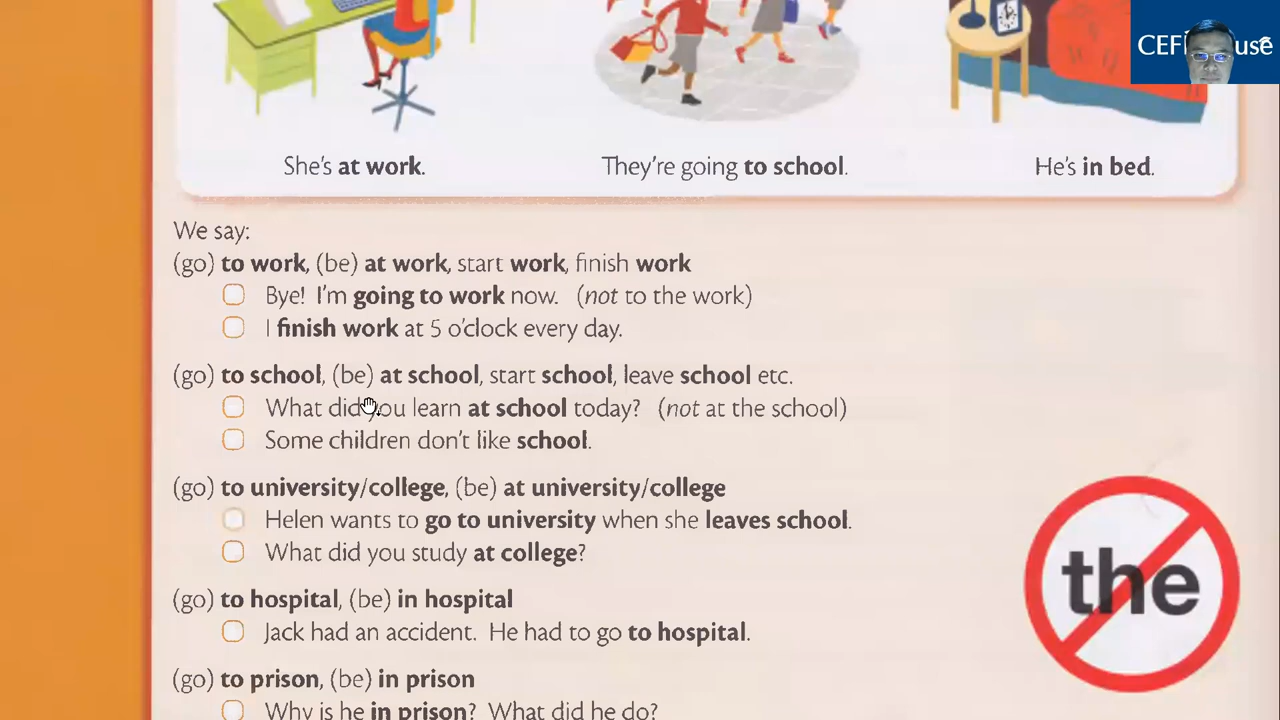 CEFI use
She's at work.
They're going to school.
He's in bed.
We say:
(go) to work, (be) at work, start work, finish work
Bye! I'm going to work now. (not to the work)
I finish work at 5 o'clock every day.
(go) to school, (be) at school, start school, leave school etc.
What did you learn at school today? (not at the school)
Some children don't like school.
(go) to university/college, (be) at university/college
Helen wants to go to university when she leaves school.
What did you study at college?
(go) to hospital, (be) in hospital
Jack had an accident. He had to go to hospital.
the
(go) to prison, (be) in prison
Why is he in prison? What did he do?